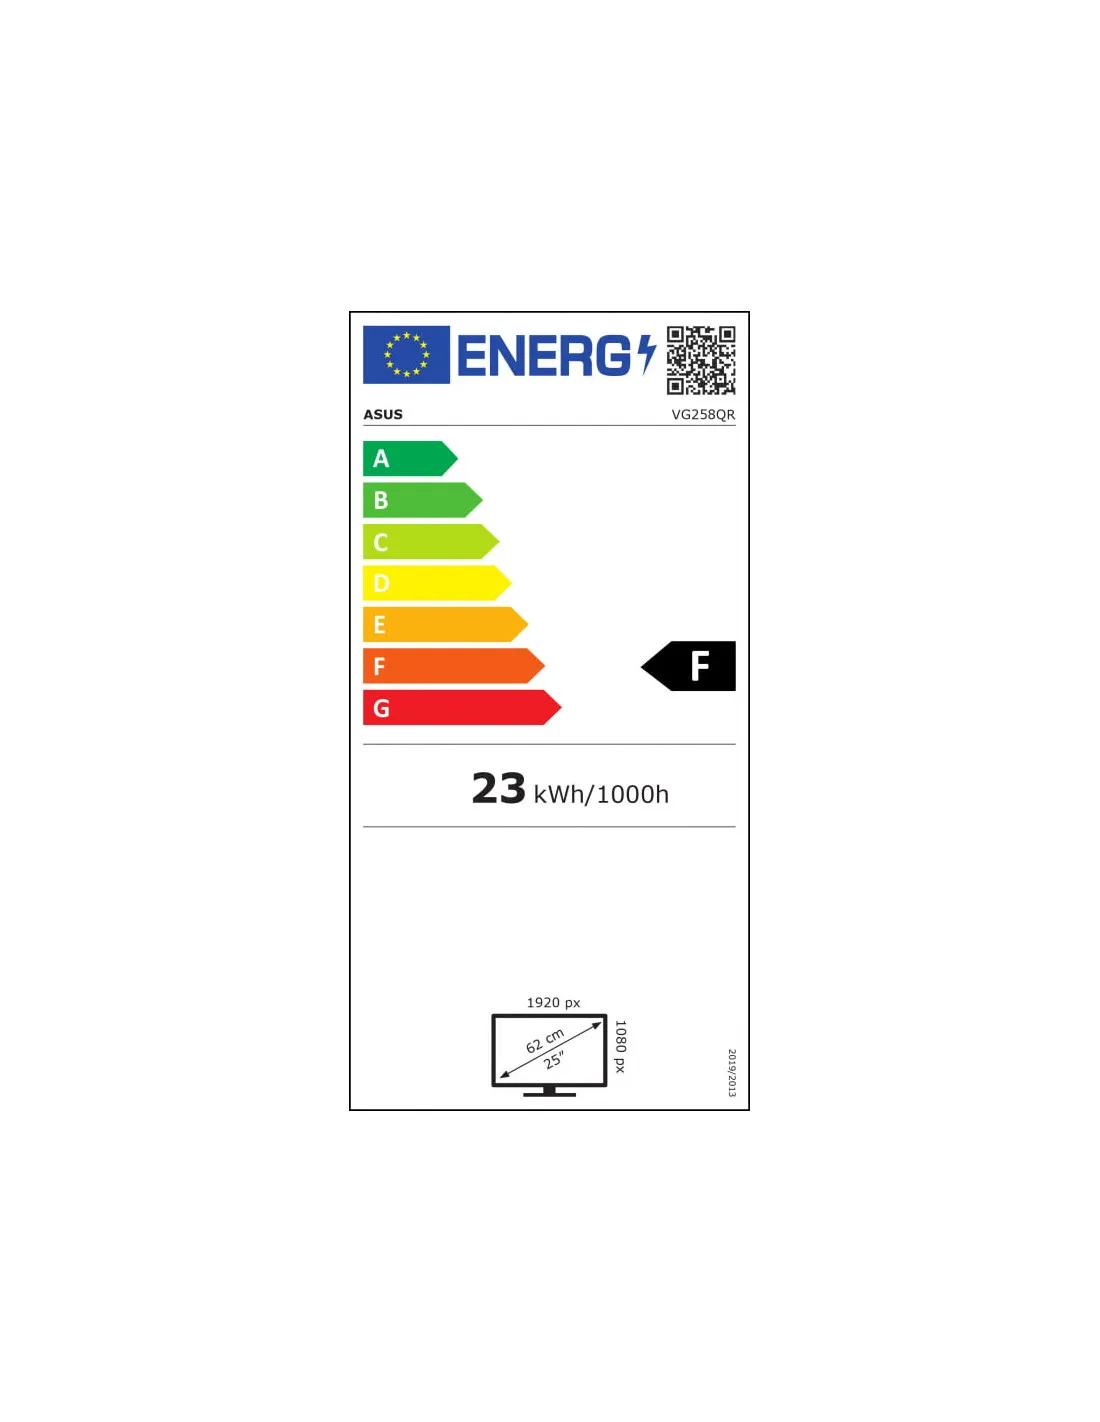 ENERG
ASUS VG258QR
A
B
C
D
E
F
F
G
23 kWh/1000h
1920 px
62 cm
25"
1080 px
2019/2013